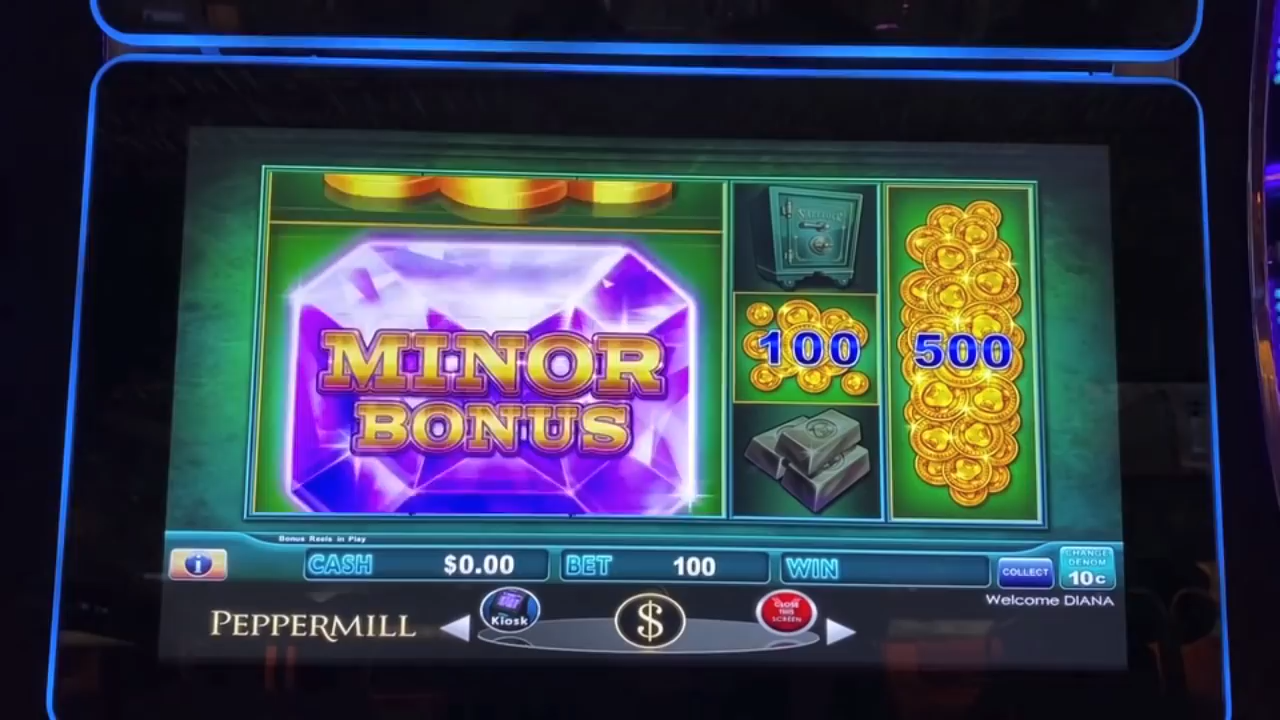 MINOR
BONUS
100
500
Bonus Reels in Play
CASH $0.00 BET 100 WIN
COLLECT
CHANGE
DENOM
10¢
Welcome DIANA
PEPPERMILL
Kiosk
$
CLOSE
THIS
SCREEN